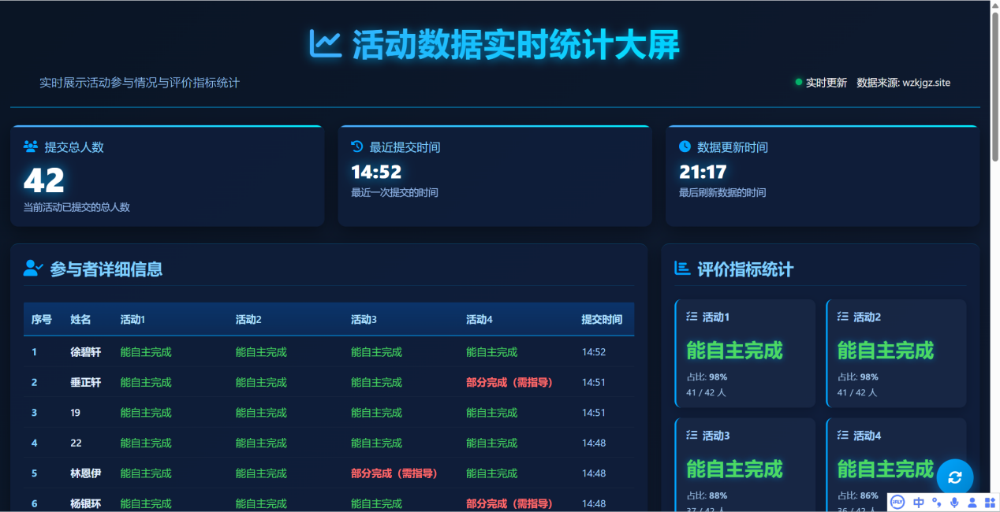 活动数据实时统计大屏
实时展示活动参与情况与评价指标统计
实时更新 数据来源: wzkjgz.site
提交总人数
42
当前活动已提交的总人数
最近提交时间
14:52
最近一次提交的时间
数据更新时间
21:17
最后刷新数据的时间
参与者详细信息
序号 姓名 活动1 活动2 活动3 活动4 提交时间
1 徐碧轩 能自主完成 能自主完成 能自主完成 能自主完成 14:52
2 垂正轩 能自主完成 能自主完成 能自主完成 部分完成（需指导） 14:51
3 19 能自主完成 能自主完成 能自主完成 能自主完成 14:51
4 22 能自主完成 能自主完成 能自主完成 能自主完成 14:48
5 林恩伊 能自主完成 能自主完成 部分完成（需指导） 能自主完成 14:48
6 杨银环 能自主完成 能自主完成 能自主完成 部分完成（需指导） 14:48
评价指标统计
活动1
能自主完成
占比: 98%
41 / 42 人
活动2
能自主完成
占比: 98%
41 / 42 人
活动3
能自主完成
占比: 88%
37 / 42 人
活动4
能自主完成
占比: 86%
36 / 42 人
iFLY 中